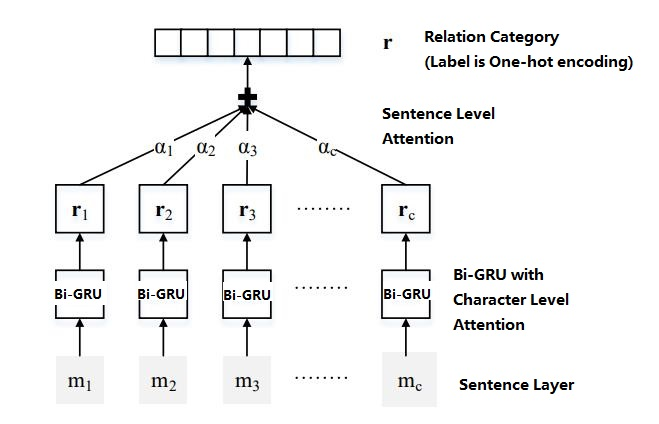 r
Relation Category
(Label is One-hot encoding)
Sentence Level
Attention
α1 α2 α3 αc
r1 r2 r3 ........ rc
Bi-GRU Bi-GRU Bi-GRU ........ Bi-GRU
Bi-GRU with
Character Level
Attention
m1 m2 m3 ........ mc
Sentence Layer